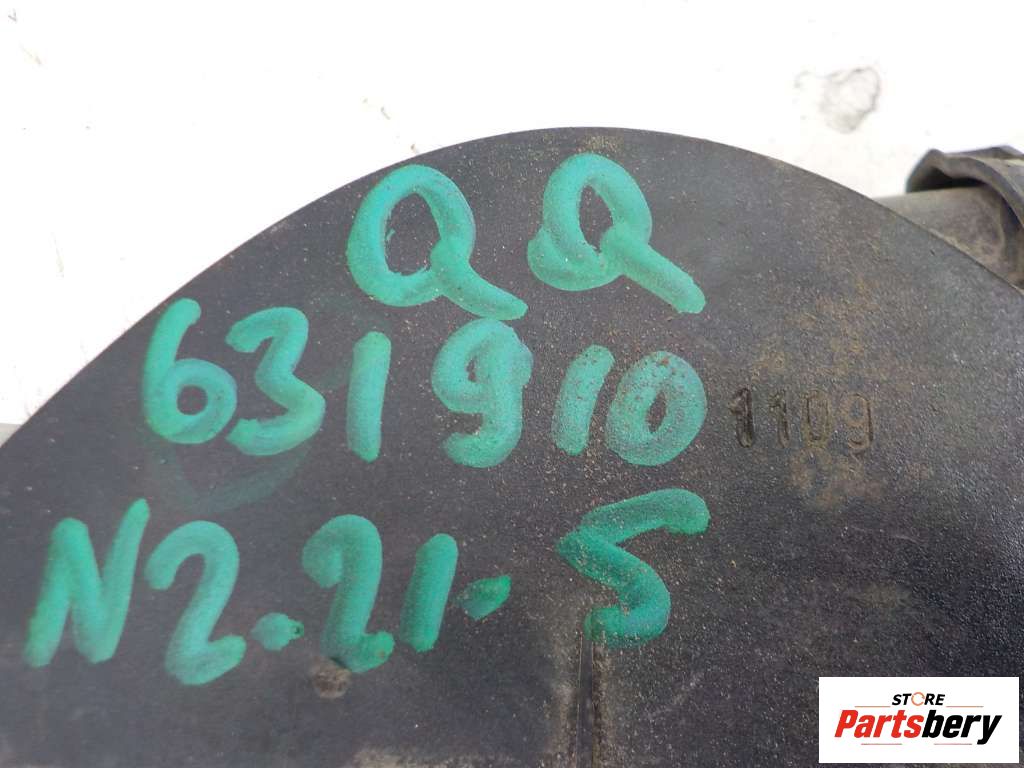 QQ
631910 1109
N2.21.5
STORE
Partsbery